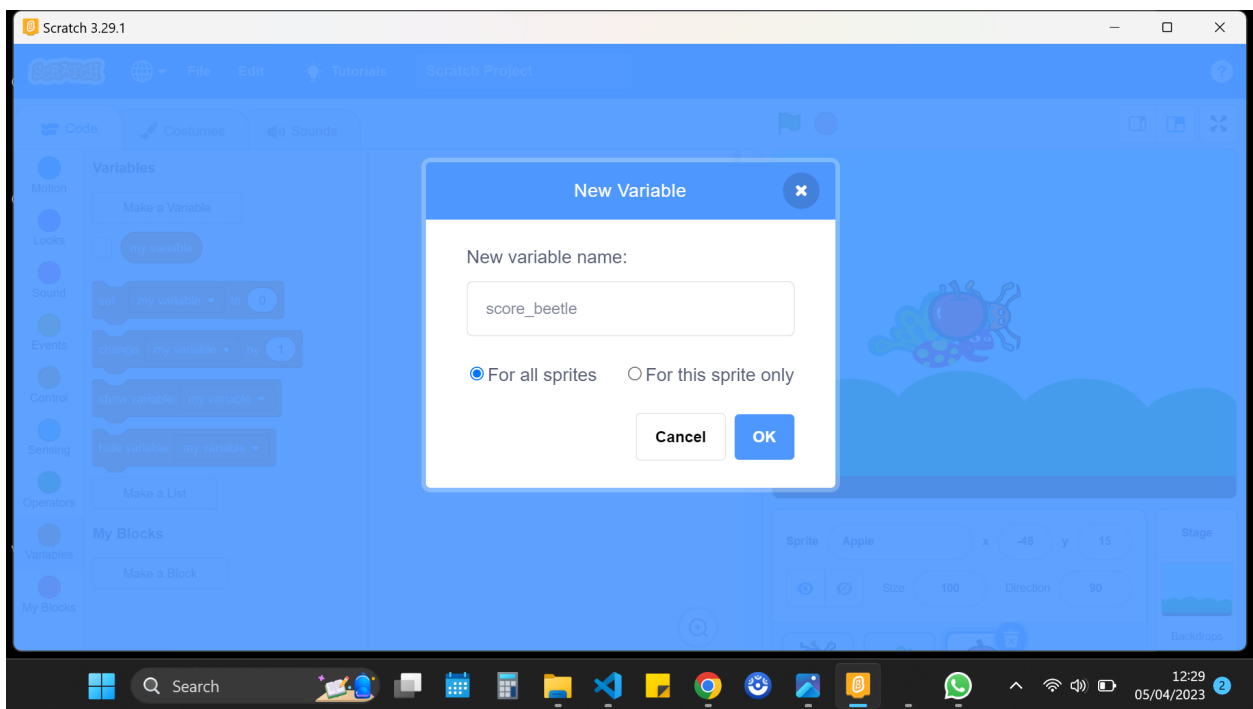 Scratch 3.29.1
SCRATCH File Edit Tutorials Scratch Project ?
Code Costumes Sounds
Variables
Motion
Make a Variable
Looks
my variable
Sound
set my variable to 0
Events
change my variable by 1
Control
show variable my variable
Sensing
hide variable my variable
Operators
Make a List
My Blocks
Variables
Make a Block
My Blocks
New Variable
New variable name:
score_beetle
For all sprites For this sprite only
Cancel OK
Sprite Apple x -48 y 15
Size 100 Direction 90
Stage
Backdrops
Search
12:29
05/04/2023 2